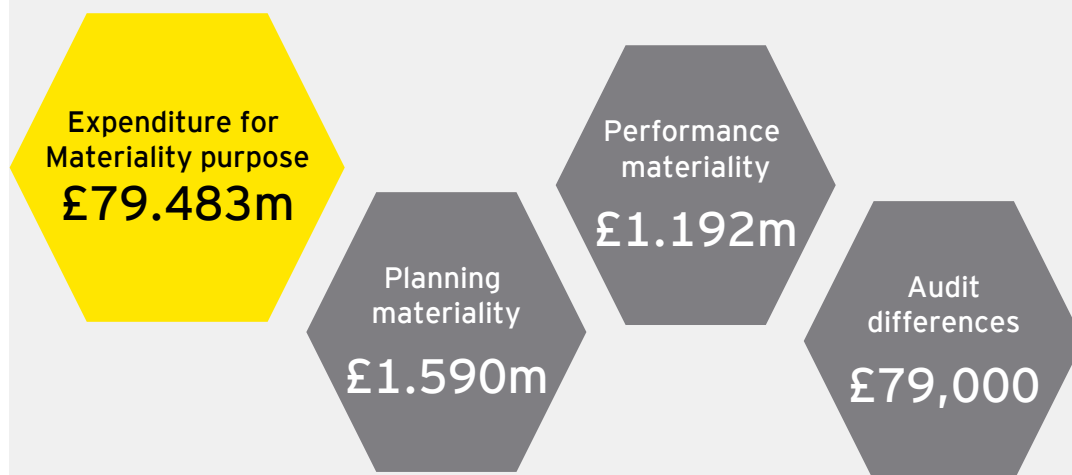 Expenditure for
Materiality purpose
£79.483m
Planning
materiality
£1.590m
Performance
materiality
£1.192m
Audit
differences
£79,000